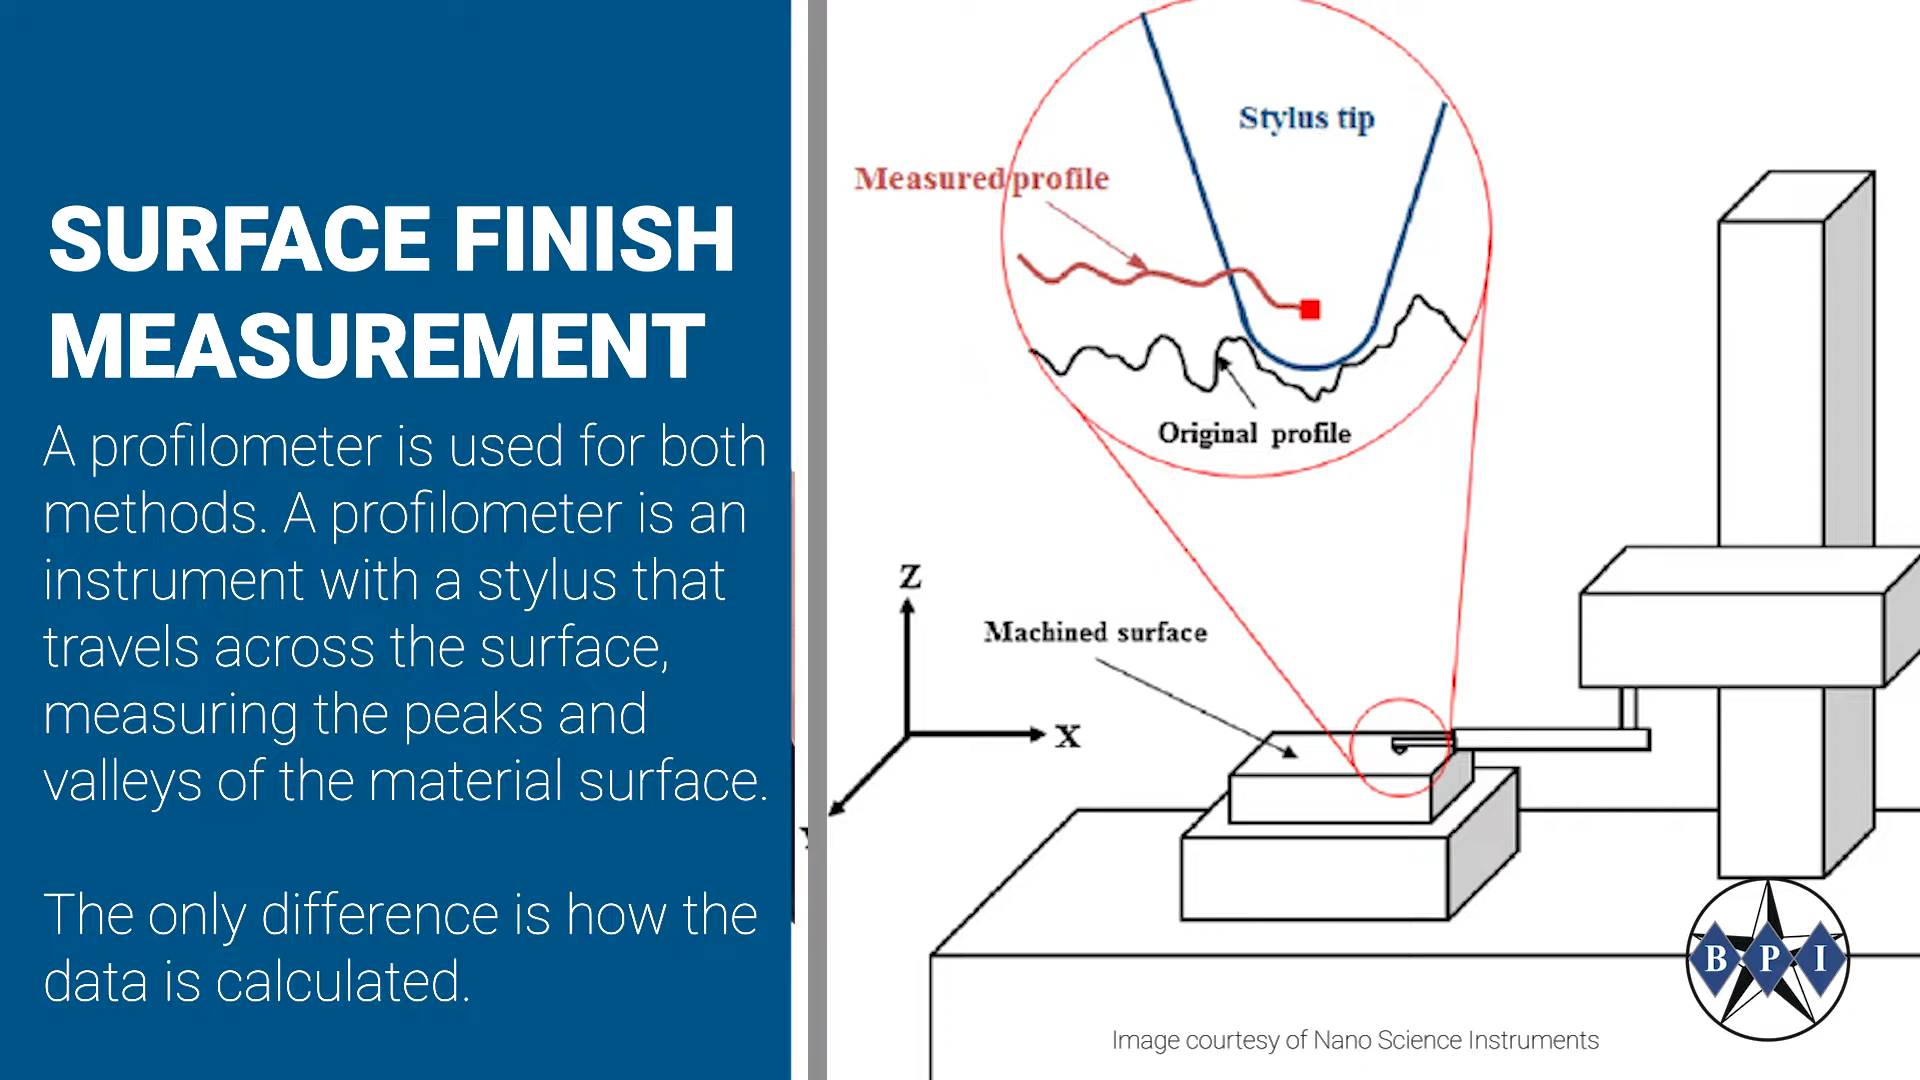 SURFACE FINISH
MEASUREMENT
A profilometer is used for both
methods. A profilometer is an
instrument with a stylus that
travels across the surface,
measuring the peaks and
valleys of the material surface.
The only difference is how the
data is calculated.
Stylus tip
Measured profile
Original profile
Z
Machined surface
X
B P I
Image courtesy of Nano Science Instruments